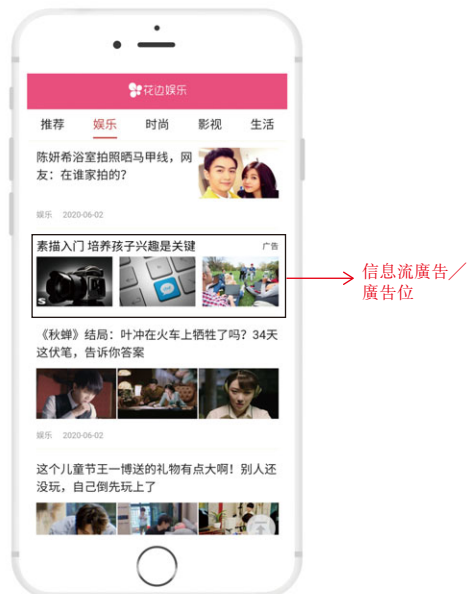 花边娱乐
推荐 娱乐 时尚 影视 生活
陈妍希浴室拍照晒马甲线，网
友：在谁家拍的？
娱乐 2020-06-02
素描入门 培养孩子兴趣是关键 广告
信息流廣告／
廣告位
《秋蝉》结局：叶冲在火车上牺牲了吗？34天
这伏笔，告诉你答案
娱乐 2020-06-02
这个儿童节王一博送的礼物有点大啊！别人还
没玩，自己倒先玩上了